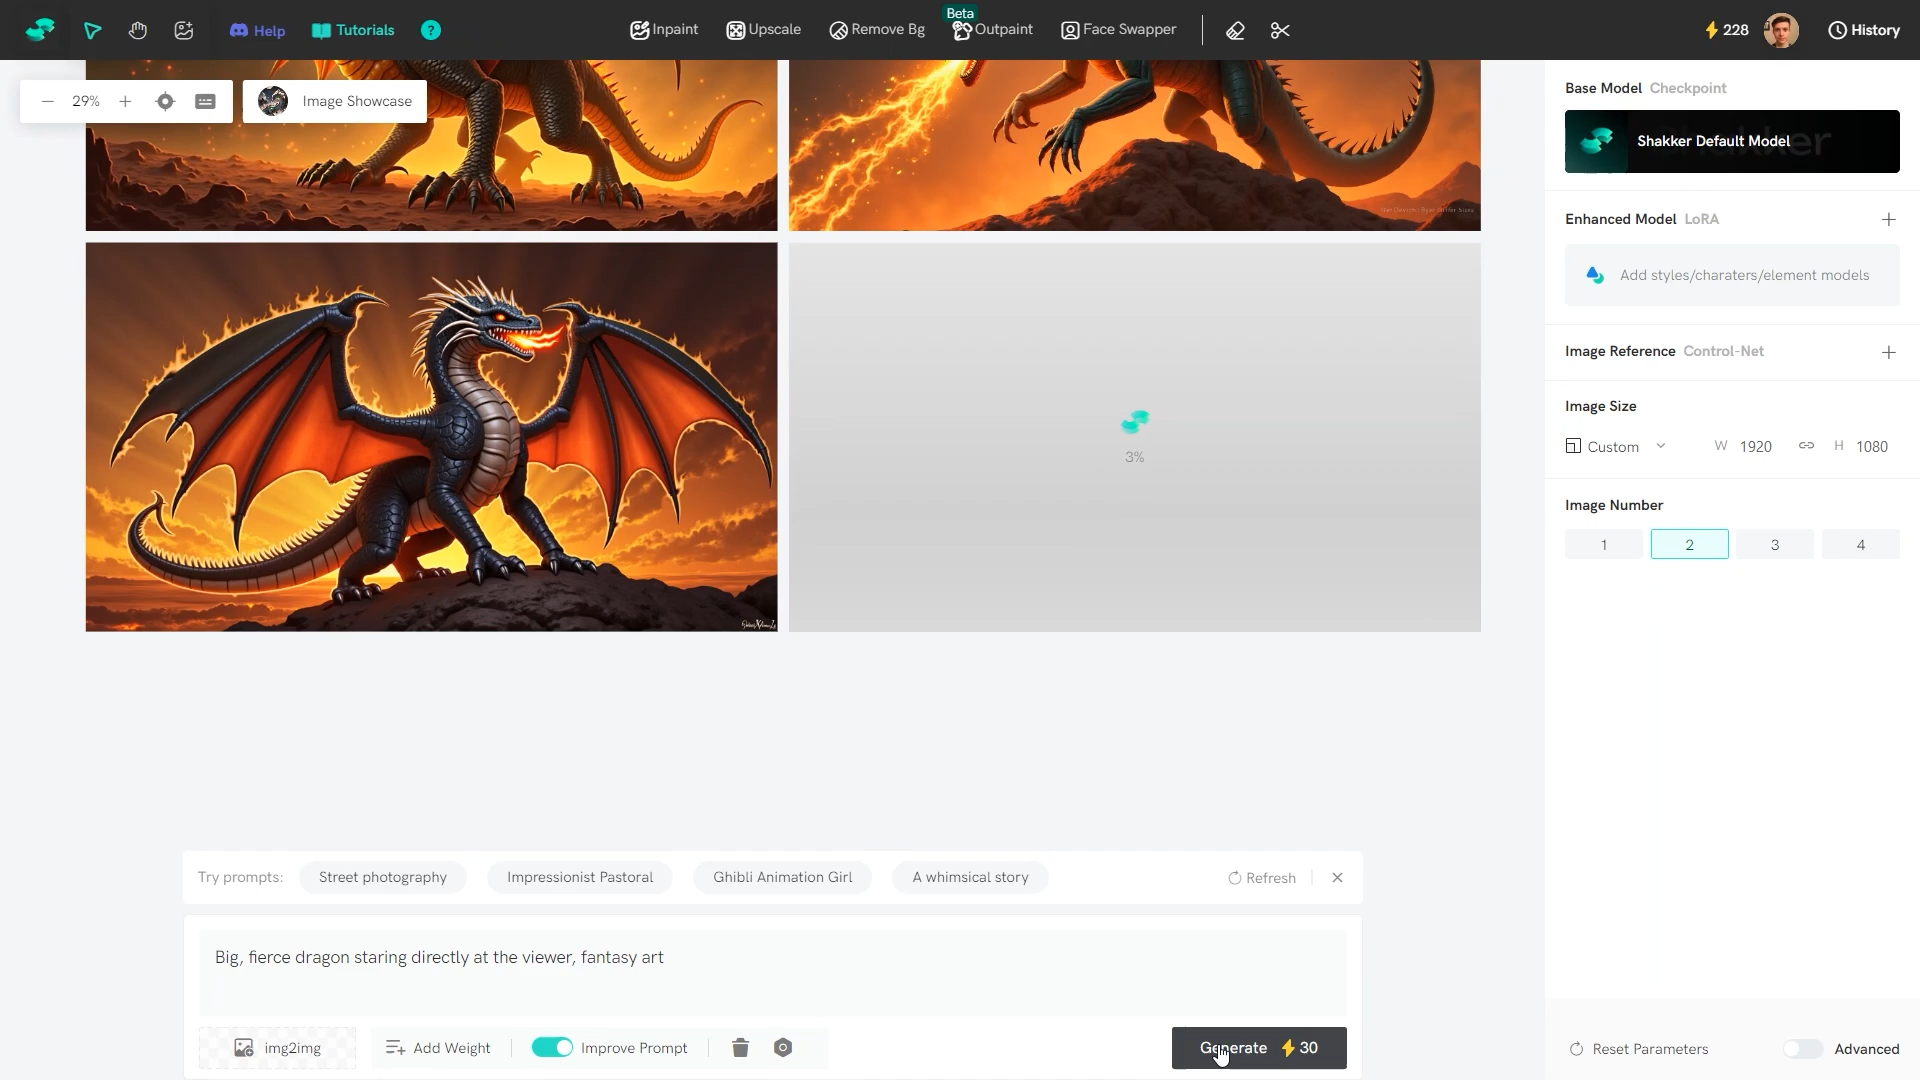 Help
Tutorials
?
Inpaint
Upscale
Remove Bg
Beta
Outpaint
Face Swapper
228
History
29%
Image Showcase
Base Model Checkpoint
Shakker Default Model
Enhanced Model LoRA
Add styles/charaters/element models
Image Reference Control-Net
Image Size
Custom
W 1920
H 1080
Image Number
1
2
3
4
3%
Try prompts:
Street photography
Impressionist Pastoral
Ghibli Animation Girl
A whimsical story
Refresh
Big, fierce dragon staring directly at the viewer, fantasy art
img2img
Add Weight
Improve Prompt
Generate 30
Reset Parameters
Advanced